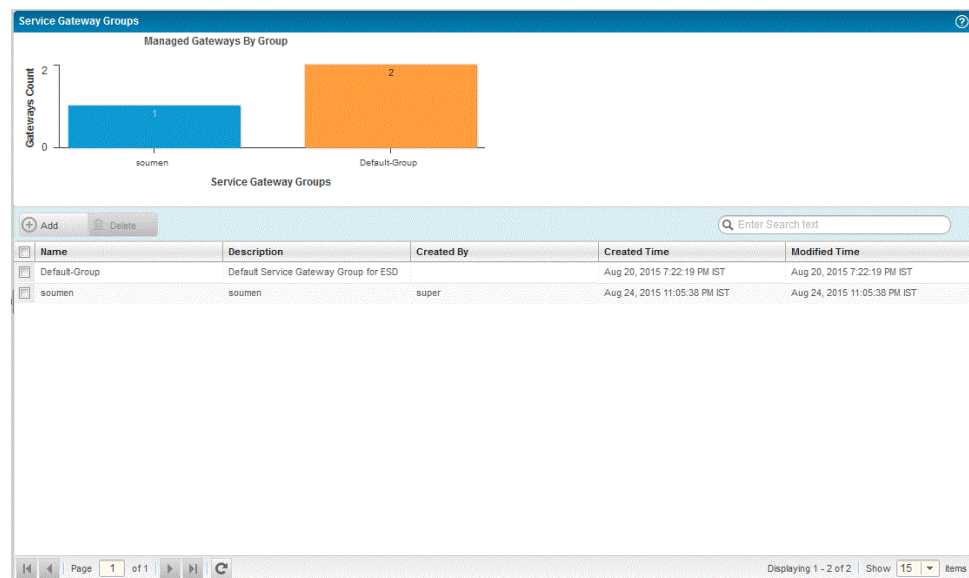 Service Gateway Groups
Managed Gateways By Group
Gateways Count
2
0
1
2
soumen
Default-Group
Service Gateway Groups
Add
Delete
Enter Search text
Name Description Created By Created Time Modified Time
Default-Group Default Service Gateway Group for ESD Aug 20, 2015 7:22:19 PM IST Aug 20, 2015 7:22:19 PM IST
soumen soumen super Aug 24, 2015 11:05:38 PM IST Aug 24, 2015 11:05:38 PM IST
Page 1 of 1 Displaying 1 - 2 of 2 Show 15 items